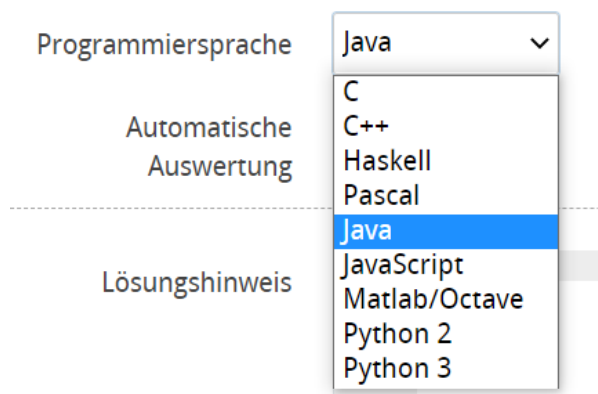 Programmiersprache
Java
C
C++
Haskell
Pascal
Java
JavaScript
Matlab/Octave
Python 2
Python 3
Automatische
Auswertung
Lösungshinweis